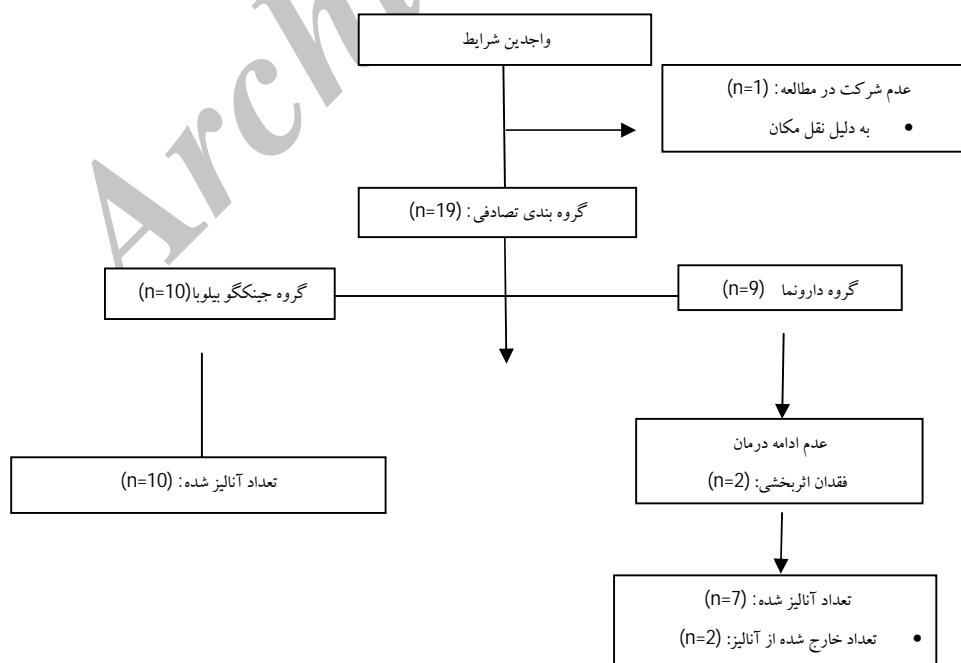 واجدین شرایط
عدم شرکت در مطالعه: (n=1)
• به دلیل نقل مکان
گروه بندی تصادفی: (n=19)
گروه دارونما (n=9)
گروه جینکگو بیلوبا(n=10)
عدم ادامه درمان
فقدان اثربخشی: (n=2)
تعداد آنالیز شده: (n=10)
تعداد آنالیز شده: (n=7)
• تعداد خارج شده از آنالیز: (n=2)